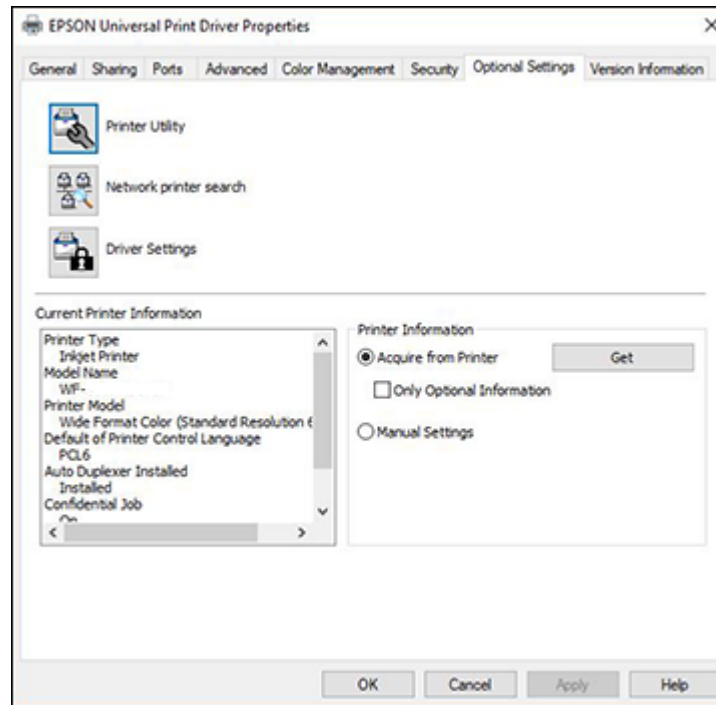 EPSON Universal Print Driver Properties
General Sharing Ports Advanced Color Management Security Optional Settings Version Information
Printer Utility
Network printer search
Driver Settings
Current Printer Information
Printer Type
Inkjet Printer
Model Name
WF-
Printer Model
Wide Format Color (Standard Resolution 6
Default of Printer Control Language
PCL6
Auto Duplexer Installed
Installed
Confidential Job
On
Printer Information
Acquire from Printer Get
Only Optional Information
Manual Settings
OK Cancel Apply Help